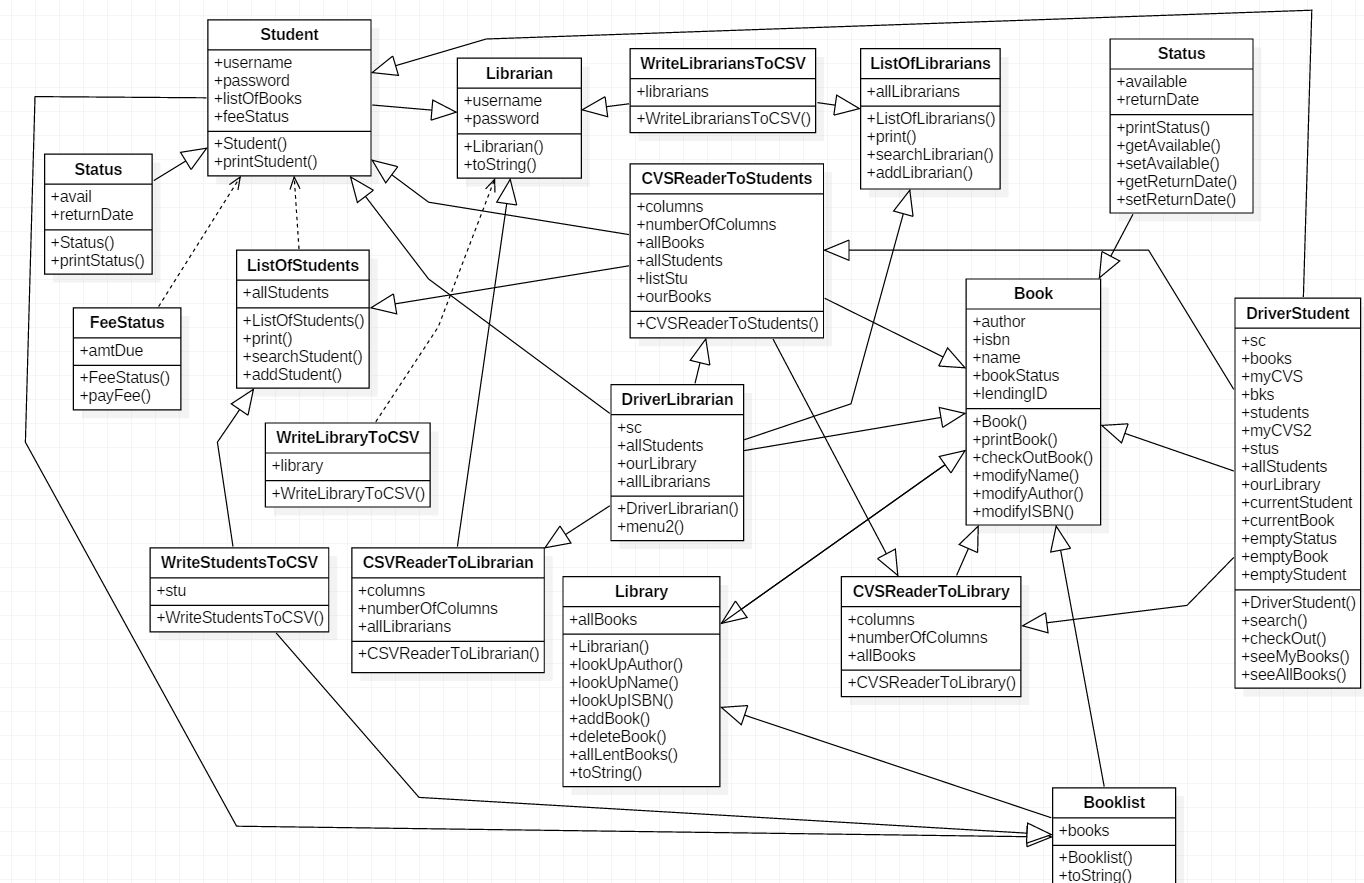 Student
+username
+password
+listOfBooks
+feeStatus
+Student()
+printStudent()
Librarian
+username
+password
+Librarian()
+toString()
WriteLibrariansToCSV
+librarians
+WriteLibrariansToCSV()
ListOfLibrarians
+allLibrarians
+ListOfLibrarians()
+print()
+searchLibrarian()
+addLibrarian()
Status
+available
+returnDate
+printStatus()
+getAvailable()
+setAvailable()
+getReturnDate()
+setReturnDate()
Status
+avail
+returnDate
+Status()
+printStatus()
CVSReaderToStudents
+columns
+numberOfColumns
+allBooks
+allStudents
+listStu
+ourBooks
+CVSReaderToStudents()
ListOfStudents
+allStudents
+ListOfStudents()
+print()
+searchStudent()
+addStudent()
FeeStatus
+amtDue
+FeeStatus()
+payFee()
Book
+author
+isbn
+name
+bookStatus
+lendingID
+Book()
+printBook()
+checkOutBook()
+modifyName()
+modifyAuthor()
+modifyISBN()
DriverStudent
+sc
+books
+myCVS
+bks
+students
+myCVS2
+stus
+allStudents
+ourLibrary
+currentStudent
+currentBook
+emptyStatus
+emptyBook
+emptyStudent
+DriverStudent()
+search()
+checkOut()
+seeMyBooks()
+seeAllBooks()
DriverLibrarian
+sc
+allStudents
+ourLibrary
+allLibrarians
+DriverLibrarian()
+menu2()
WriteLibraryToCSV
+library
+WriteLibraryToCSV()
WriteStudentsToCSV
+stu
+WriteStudentsToCSV()
CSVReaderToLibrarian
+columns
+numberOfColumns
+allLibrarians
+CSVReaderToLibrarian()
Library
+allBooks
+Librarian()
+lookUpAuthor()
+lookUpName()
+lookUpISBN()
+addBook()
+deleteBook()
+allLentBooks()
+toString()
CVSReaderToLibrary
+columns
+numberOfColumns
+allBooks
+CVSReaderToLibrary()
Booklist
+books
+Booklist()
+toString()